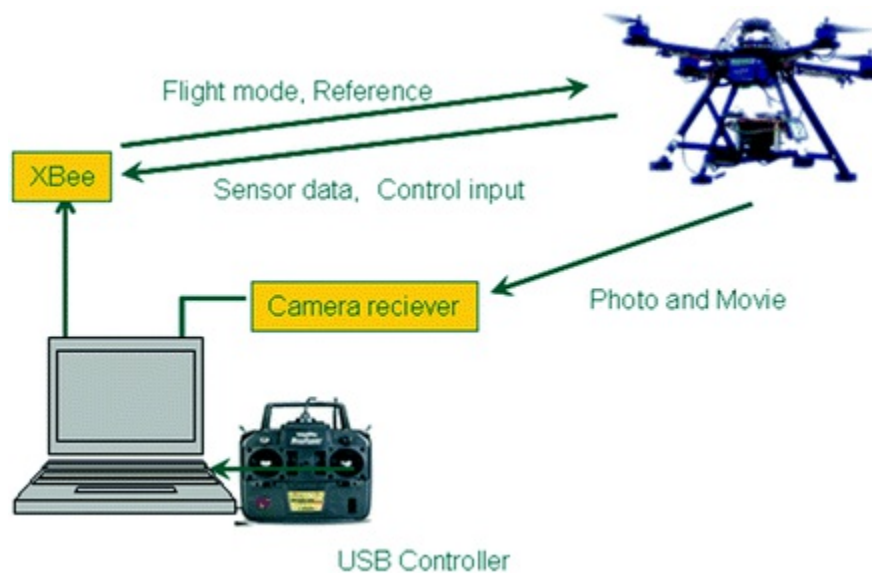 Flight mode, Reference
XBee
Sensor data, Control input
Camera reciever
Photo and Movie
USB Controller